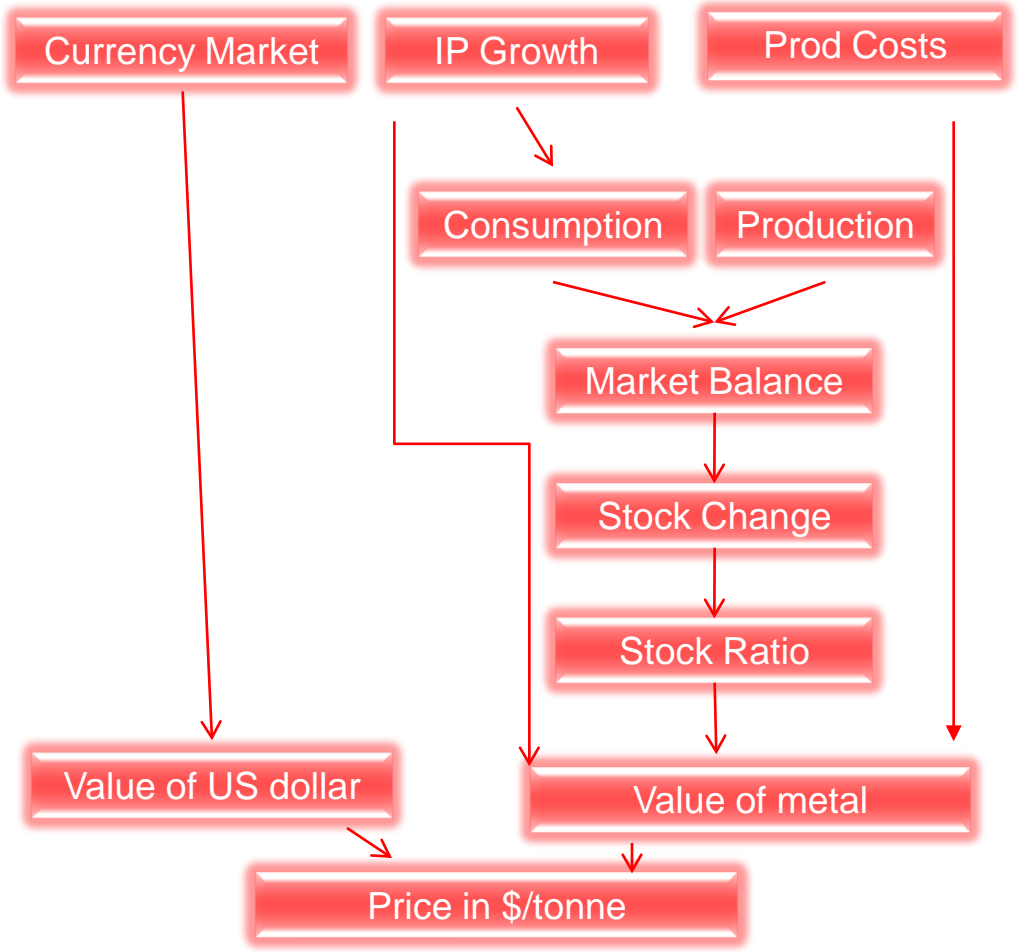 Currency Market
IP Growth
Prod Costs
Consumption
Production
Market Balance
Stock Change
Stock Ratio
Value of US dollar
Value of metal
Price in $/tonne